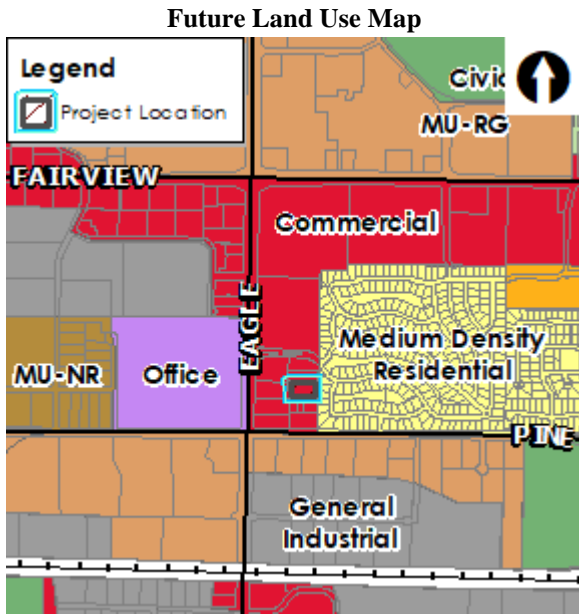 Future Land Use Map
Legend
Project Location
Civic
MU-RG
FAIRVIEW
Commercial
EAGLE
Medium Density
Residential
MU-NR
Office
PINE
General
Industrial